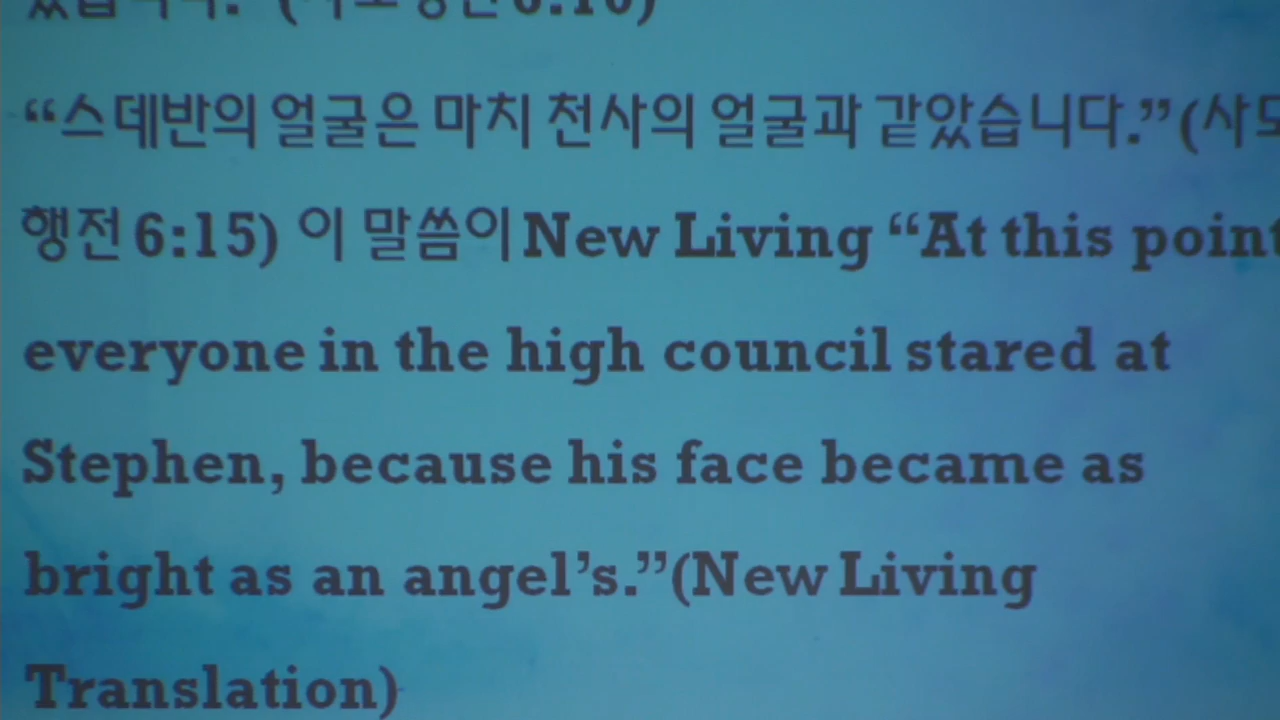 “스데반의 얼굴은 마치 천사의 얼굴과 같았습니다.”(사도
행전 6:15) 이 말씀이 New Living “At this point
everyone in the high council stared at
Stephen, because his face became as
bright as an angel’s.”(New Living
Translation)